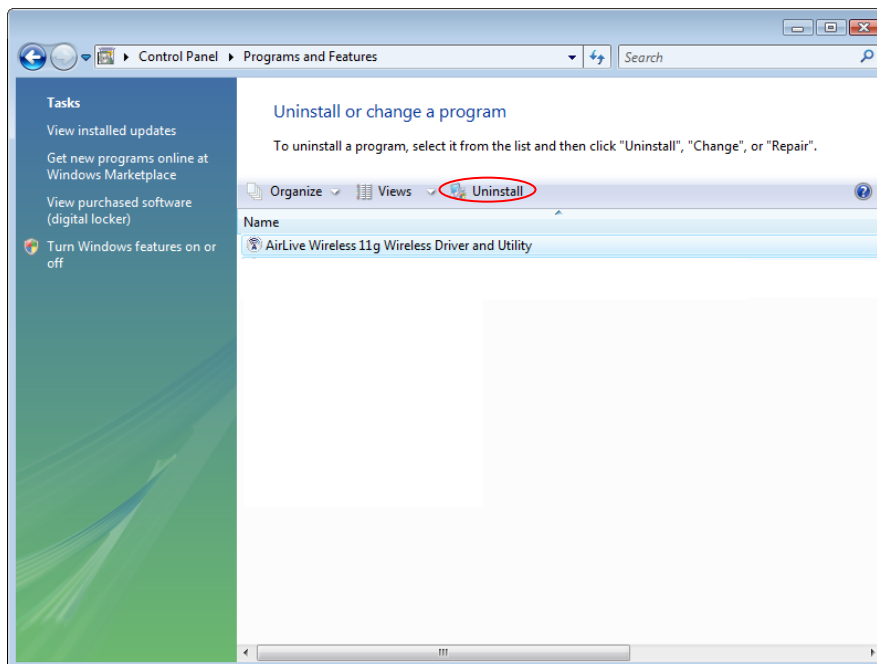 Control Panel
Programs and Features
Search
Tasks
View installed updates
Get new programs online at
Windows Marketplace
View purchased software
(digital locker)
Turn Windows features on or
off
Uninstall or change a program
To uninstall a program, select it from the list and then click "Uninstall", "Change", or "Repair".
Organize
Views
Uninstall
Name
AirLive Wireless 11g Wireless Driver and Utility